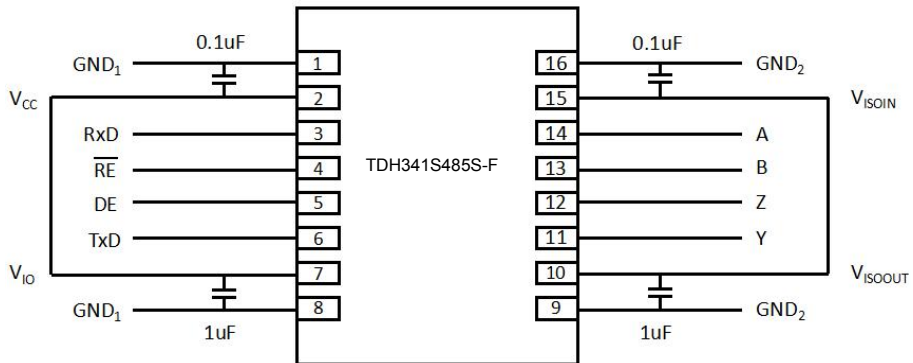 0.1uF
0.1uF
GND1
1
16
GND2
VCC
2
15
VISOIN
RxD
3
14
A
RE
4
TDH341S485S-F
13
B
DE
5
12
Z
TxD
6
11
Y
VIO
7
10
VISOOUT
GND1
8
9
GND2
1uF
1uF